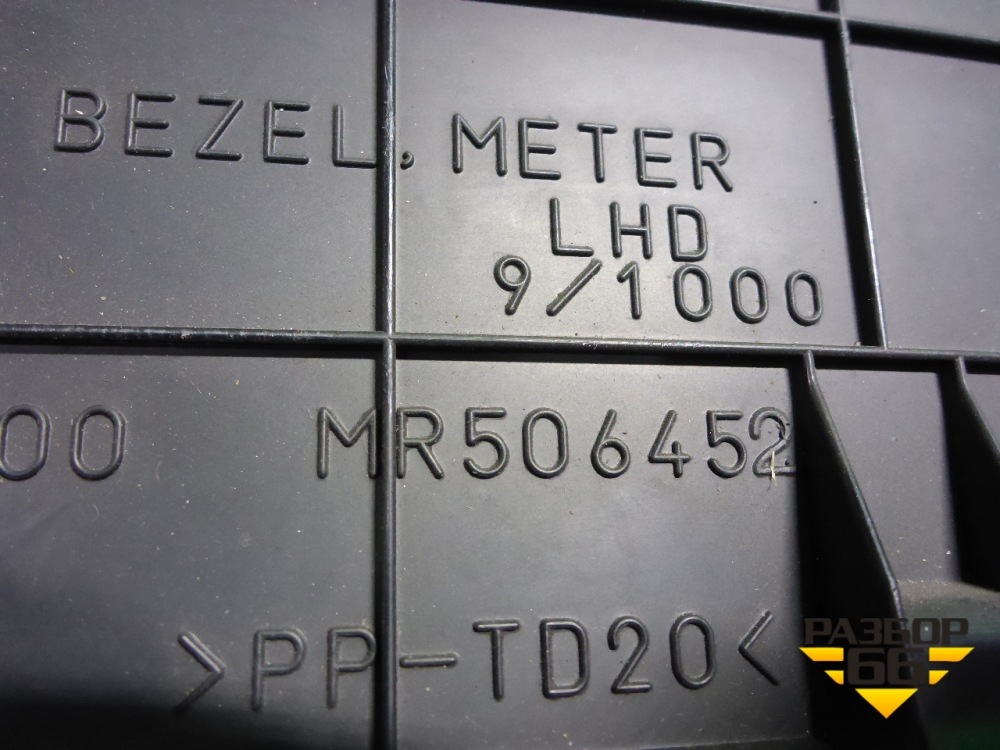 BEZEL, METER
LHD
9/1000
00 MR506452
>PP-TD20<
РАЗБОР
66